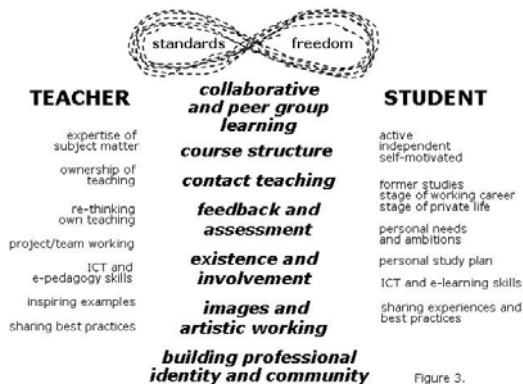 standards freedom
TEACHER
expertise of
subject matter
ownership of
teaching
re-thinking
own teaching
project/team working
ICT and
e-pedagogy skills
inspiring examples
sharing best practices
collaborative
and peer group
learning
course structure
contact teaching
feedback and
assessment
existence and
involvement
images and
artistic working
building professional
identity and community
STUDENT
active
independent
self-motivated
former studies
stage of working career
stage of private life
personal needs
and ambitions
personal study plan
ICT and e-learning skills
sharing experiences and
best practices
Figure 3.